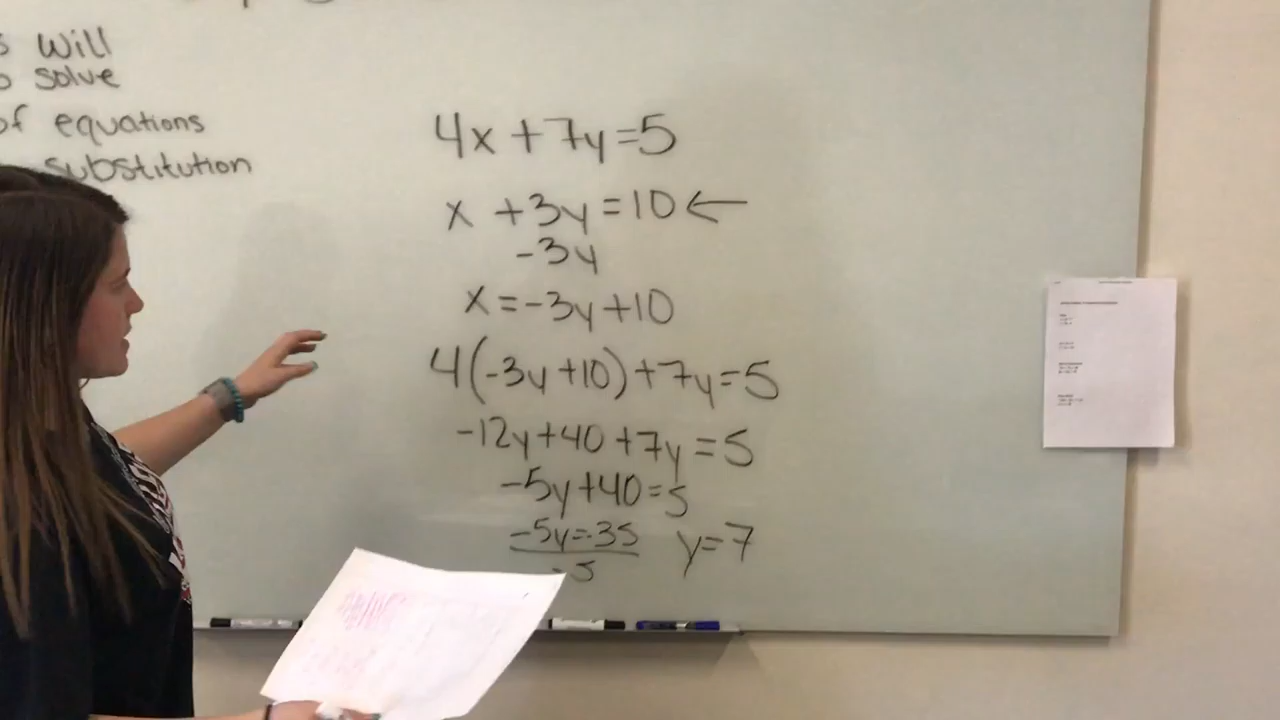 s will
o solve
of equations
substitution
4x + 7y = 5
x + 3y = 10 ←
-3y
x = -3y + 10
4(-3y + 10) + 7y = 5
-12y + 40 + 7y = 5
-5y + 40 = 5
-5y = -35 y = 7
-5